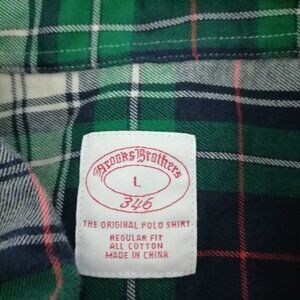 Brooks Brothers
L
346
THE ORIGINAL POLO SHIRT
REGULAR FIT
ALL COTTON
MADE IN CHINA